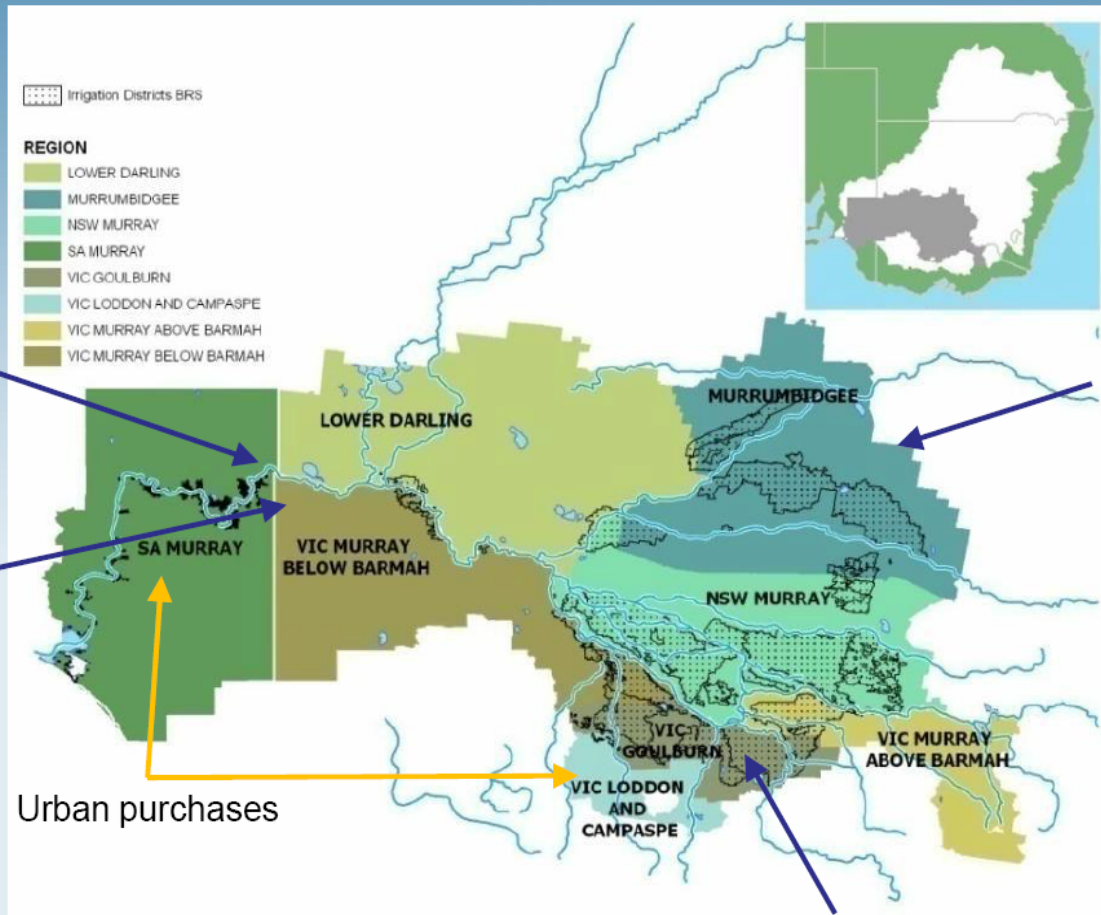 Irrigation Districts BRS
REGION
LOWER DARLING
MURRUMBIDGEE
NSW MURRAY
SA MURRAY
VIC GOULBURN
VIC LODDON AND CAMPASPE
VIC MURRAY ABOVE BARMAH
VIC MURRAY BELOW BARMAH
LOWER DARLING
MURRUMBIDGEE
SA MURRAY
VIC MURRAY
BELOW BARMAH
NSW MURRAY
VIC
GOULBURN
VIC MURRAY
ABOVE BARMAH
VIC LODDON
AND
CAMPASPE
Urban purchases